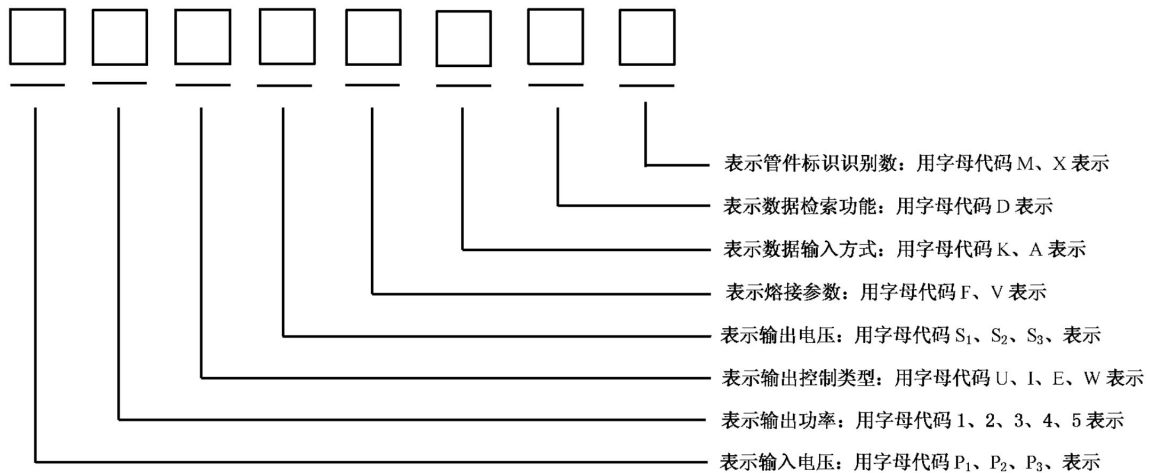 表示管件标识识别数：用字母代码 M、X 表示
表示数据检索功能：用字母代码 D 表示
表示数据输入方式：用字母代码 K、A 表示
表示熔接参数：用字母代码 F、V 表示
表示输出电压：用字母代码 S₁、S₂、S₃、表示
表示输出控制类型：用字母代码 U、I、E、W 表示
表示输出功率：用字母代码 1、2、3、4、5 表示
表示输入电压：用字母代码 P₁、P₂、P₃、表示